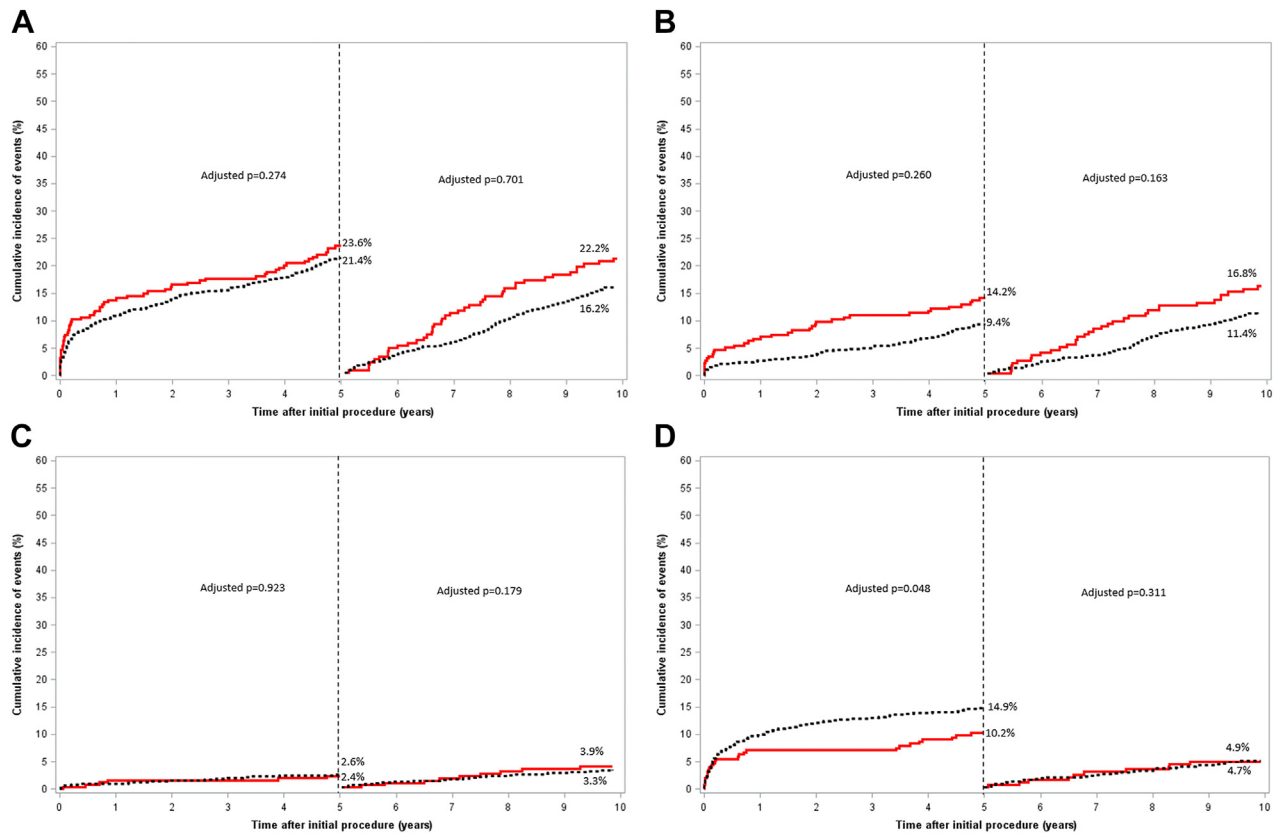 A
Cumulative incidence of events (%)
60
55
50
45
40
35
30
25
20
15
10
5
0
Adjusted p=0.274
Adjusted p=0.701
23.6%
21.4%
22.2%
16.2%
0 1 2 3 4 5 6 7 8 9 10
Time after initial procedure (years)
B
Cumulative incidence of events (%)
60
55
50
45
40
35
30
25
20
15
10
5
0
Adjusted p=0.260
Adjusted p=0.163
14.2%
9.4%
16.8%
11.4%
0 1 2 3 4 5 6 7 8 9 10
Time after initial procedure (years)
C
Cumulative incidence of events (%)
60
55
50
45
40
35
30
25
20
15
10
5
0
Adjusted p=0.923
Adjusted p=0.179
2.6%
2.4%
3.9%
3.3%
0 1 2 3 4 5 6 7 8 9 10
Time after initial procedure (years)
D
Cumulative incidence of events (%)
60
55
50
45
40
35
30
25
20
15
10
5
0
Adjusted p=0.048
Adjusted p=0.311
14.9%
10.2%
4.9%
4.7%
0 1 2 3 4 5 6 7 8 9 10
Time after initial procedure (years)